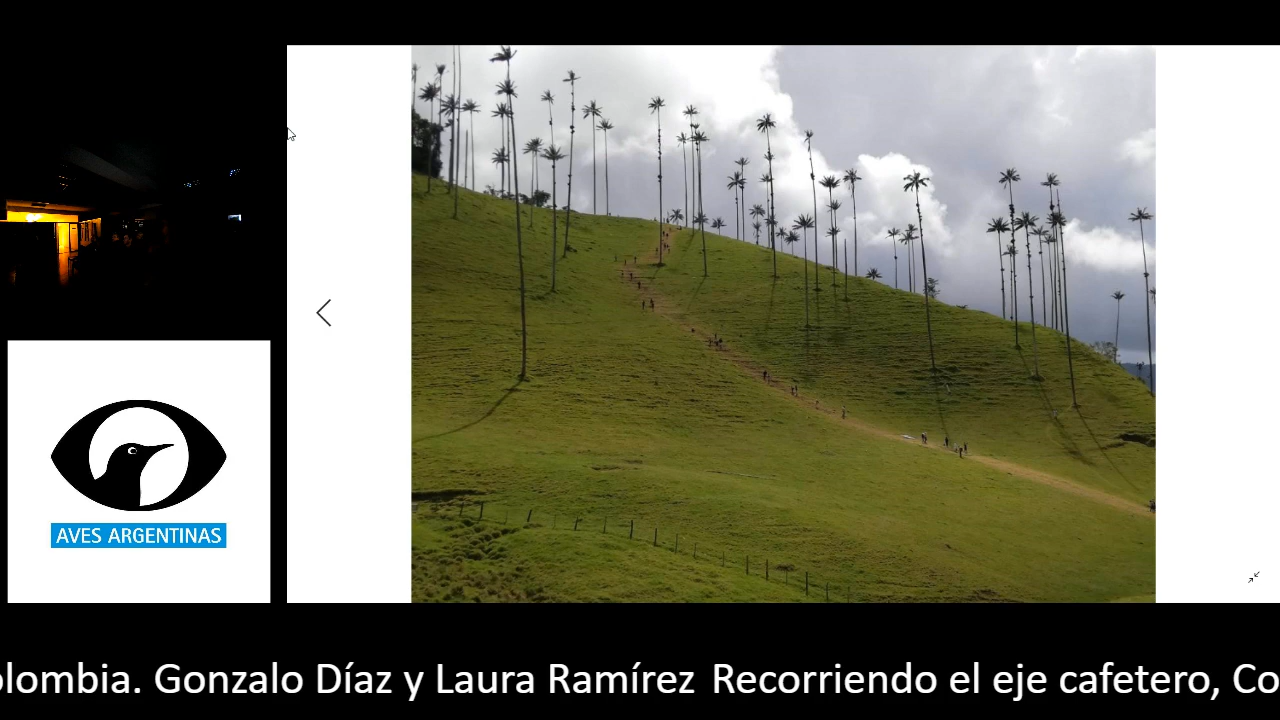 AVES ARGENTINAS
olombia. Gonzalo Díaz y Laura Ramírez Recorriendo el eje cafetero, Co